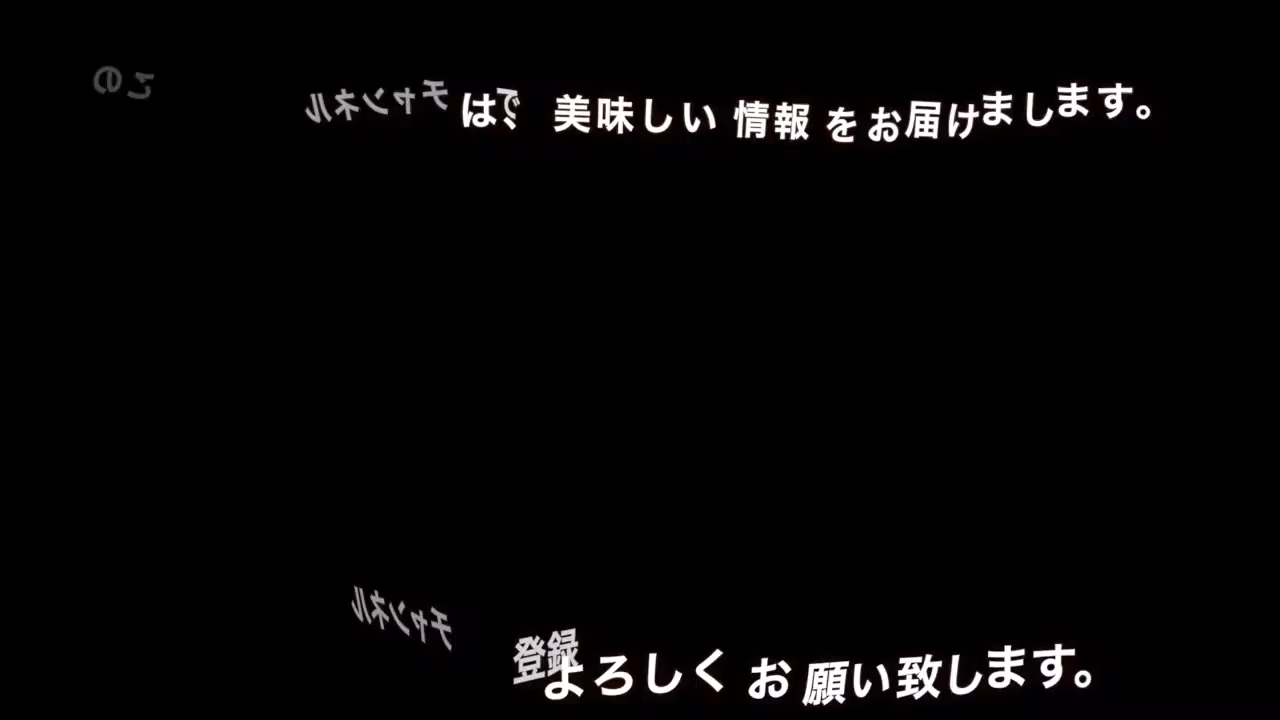 このチャンネルでは、美味しい情報をお届けまします。
チャンネル登録よろしくお願い致します。